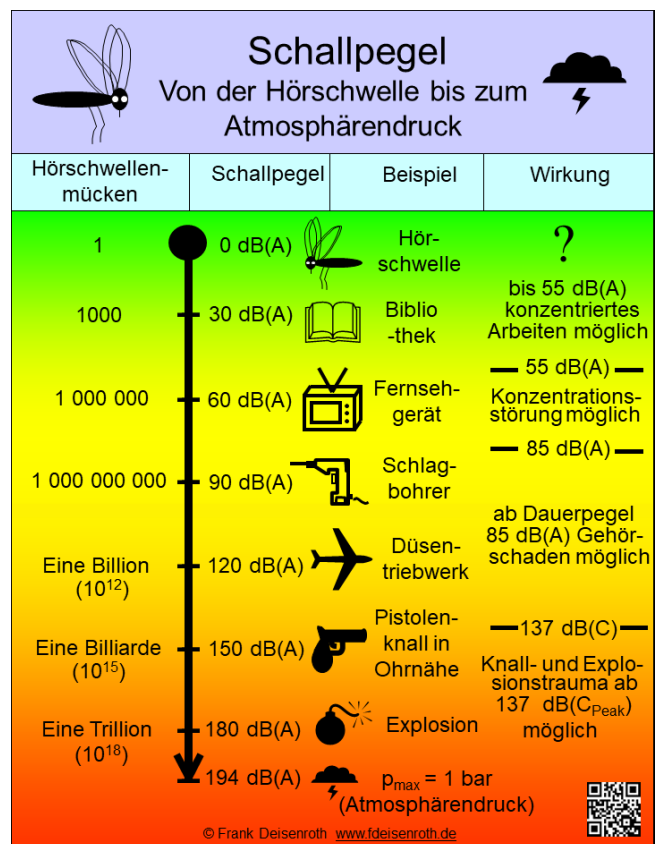 Schallpegel
Von der Hörschwelle bis zum
Atmosphärendruck
Hörschwellen-
mücken
Schallpegel
Beispiel
Wirkung
1
0 dB(A)
Hör-
schwelle
?
1000
30 dB(A)
Biblio
-thek
bis 55 dB(A)
konzentriertes
Arbeiten möglich
55 dB(A)
1 000 000
60 dB(A)
Fernseh-
gerät
Konzentrations-
störung möglich
85 dB(A)
1 000 000 000
90 dB(A)
Schlag-
bohrer
ab Dauerpegel
85 dB(A) Gehör-
schaden möglich
Eine Billion
(10¹²)
120 dB(A)
Düsen-
triebwerk
137 dB(C)
Eine Billiarde
(10¹⁵)
150 dB(A)
Pistolen-
knall in
Ohrnähe
Knall- und Explo-
sionstrauma ab
137 dB(CPeak)
möglich
Eine Trillion
(10¹⁸)
180 dB(A)
Explosion
194 dB(A)
pmax = 1 bar
(Atmosphärendruck)
© Frank Deisenroth www.fdeisenroth.de